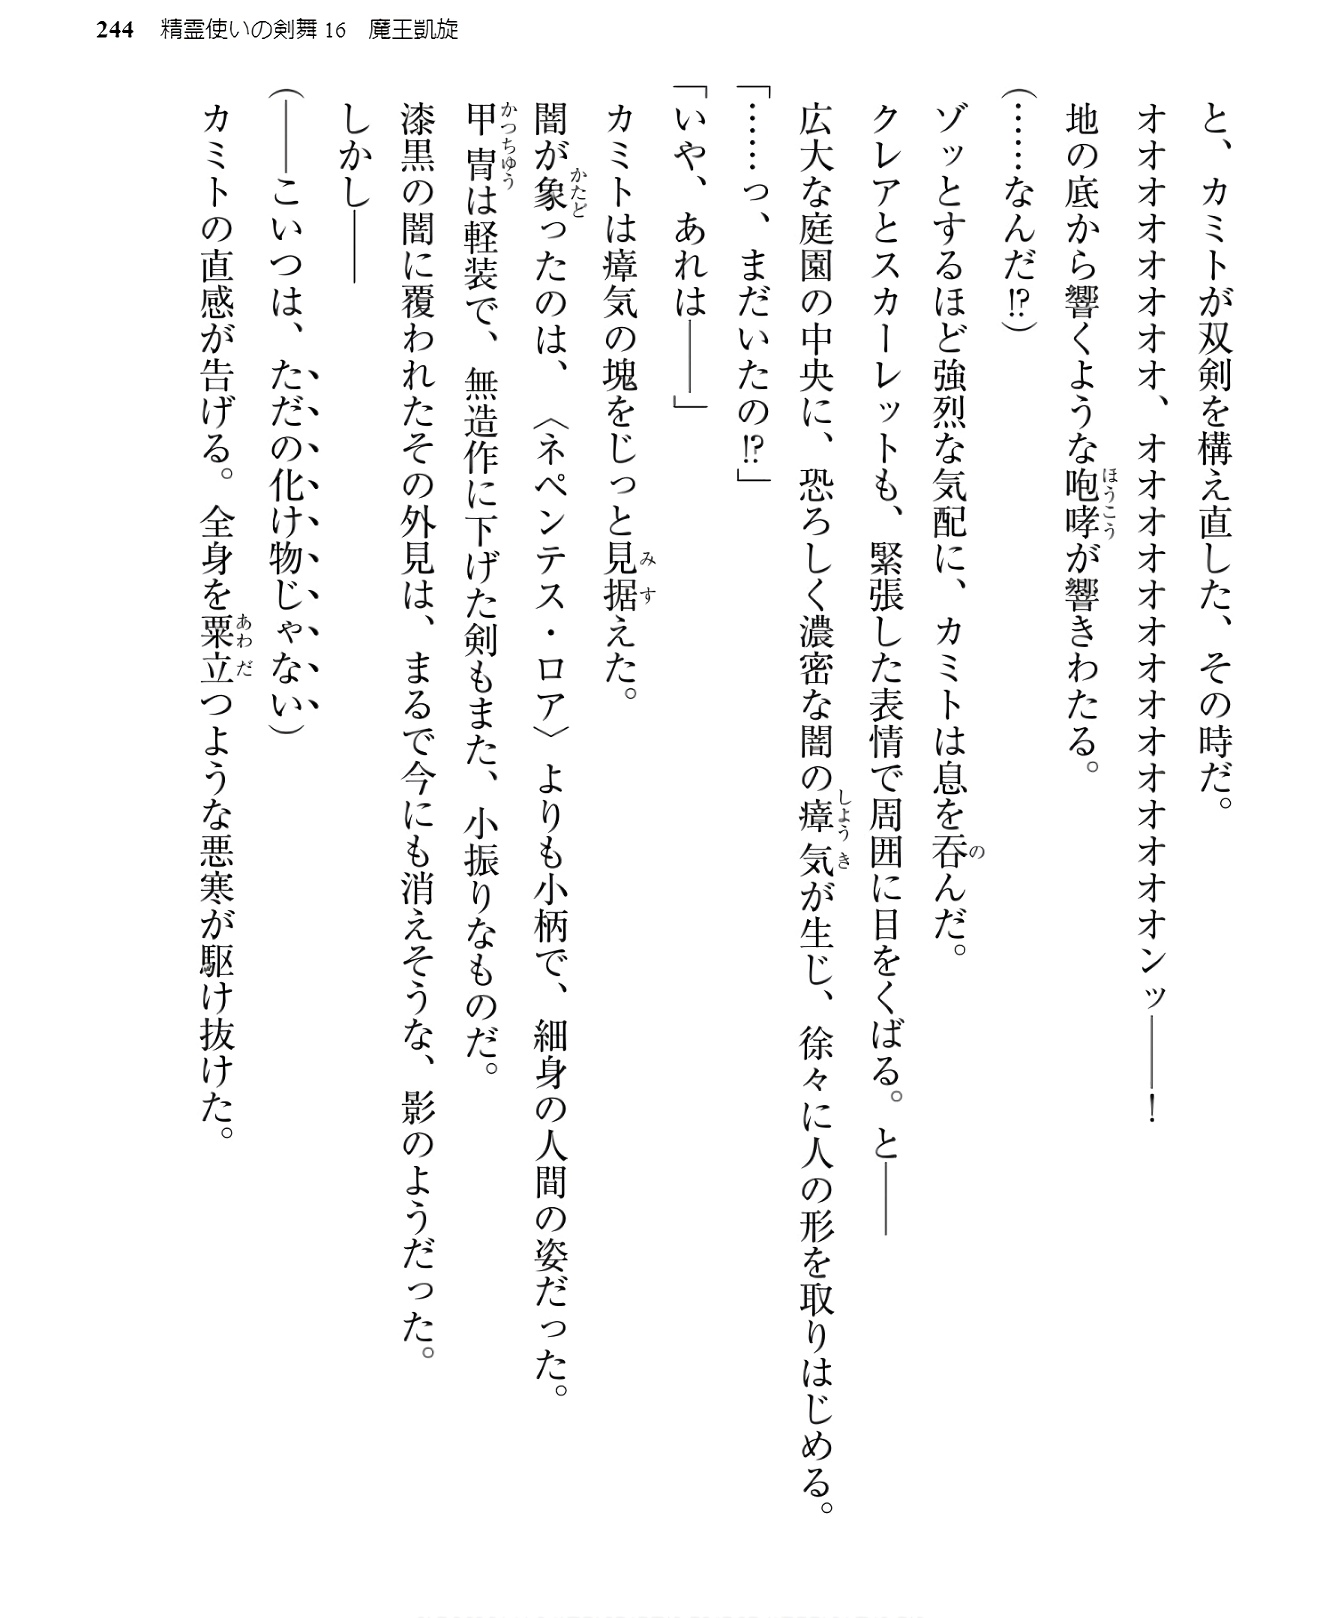 244 精霊使いの剣舞16 魔王凱旋
と、カミトが双剣を構え直した、その時だ。
オオオオオオオオ、オオオオオオオオオオオオオオンッ――！
地の底から響くような咆哮が響きわたる。
(……なんだ!?)
ゾッとするほど強烈な気配に、カミトは息を呑んだ。
クレアとスカーレットも、緊張した表情で周囲に目をくばる。と――
広大な庭園の中央に、恐ろしく濃密な闇の瘴気が生じ、徐々に人の形を取りはじめる。
「……っ、まだいたの!?」
「いや、あれは――」
カミトは瘴気の塊をじっと見据えた。
闇が象ったのは、〈ネペンテス・ロア〉よりも小柄で、細身の人間の姿だった。
甲冑は軽装で、無造作に下げた剣もまた、小振りなものだ。
漆黒の闇に覆われたその外見は、まるで今にも消えそうな、影のようだった。
しかし――
(――こいつは、ただの化け物じゃない)
カミトの直感が告げる。全身を粟立つような悪寒が駆け抜けた。